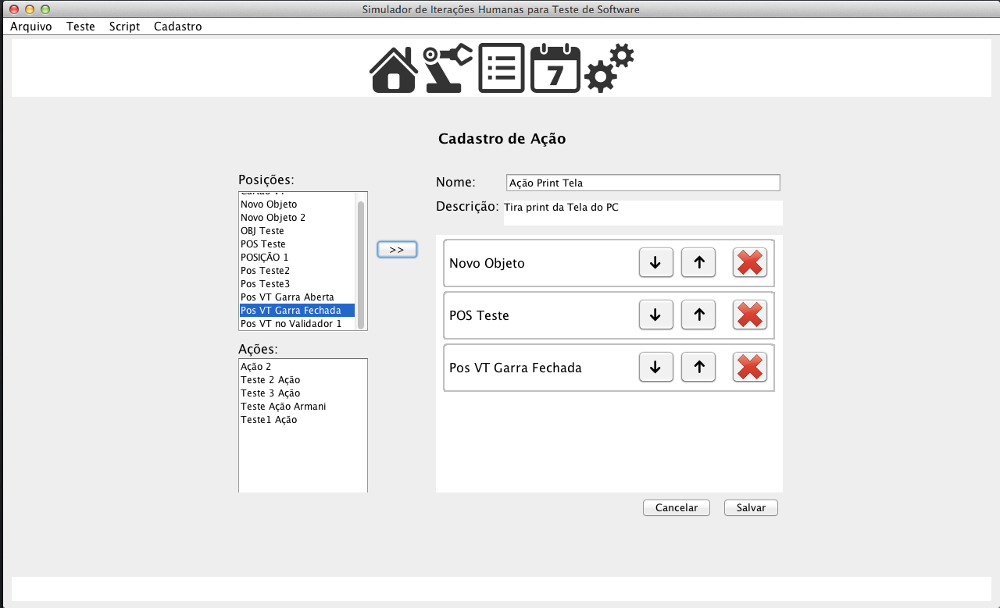 Simulador de Iterações Humanas para Teste de Software
Arquivo Teste Script Cadastro
7
Cadastro de Ação
Posições:
Cartão VT
Novo Objeto
Novo Objeto 2
OBJ Teste
POS Teste
POSIÇÃO 1
Pos Teste2
Pos Teste3
Pos VT Garra Aberta
Pos VT Garra Fechada
Pos VT no Validador 1
>>
Ações:
Ação 2
Teste 2 Ação
Teste 3 Ação
Teste Ação Armani
Teste1 Ação
Nome: Ação Print Tela
Descrição: Tira print da Tela do PC
Novo Objeto
POS Teste
Pos VT Garra Fechada
Cancelar Salvar